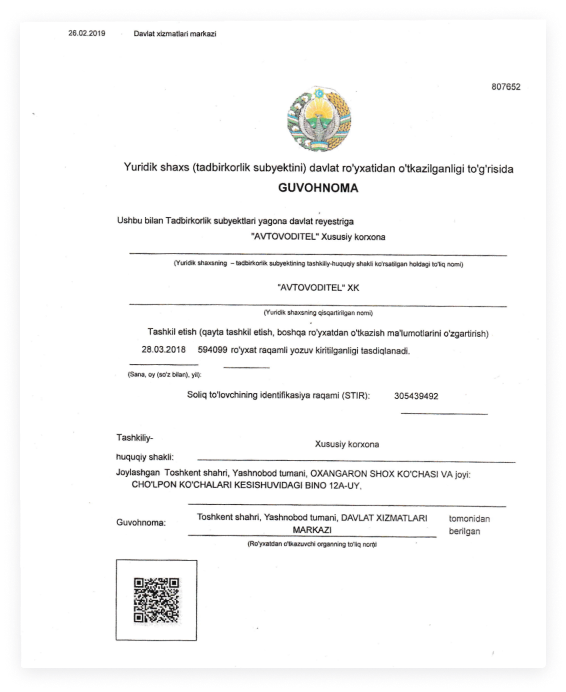 26.02.2019 Davlat xizmatlari markazi
807652
Yuridik shaxs (tadbirkorlik subyektini) davlat ro'yxatidan o'tkazilganligi to'g'risida
GUVOHNOMA
Ushbu bilan Tadbirkorlik subyektlari yagona davlat reyestriga
"AVTOVODITEL" Xususiy korxona
(Yuridik shaxsning – tadbirkorlik subyektining tashkiliy-huquqiy shakli ko'rsatilgan holdagi to'liq nomi)
"AVTOVODITEL" XK
(Yuridik shaxsning qisqartirilgan nomi)
Tashkil etish (qayta tashkil etish, boshqa ro'yxatdan o'tkazish ma'lumotlarini o'zgartirish)
28.03.2018 594099 ro'yxat raqamli yozuv kiritilganligi tasdiqlanadi.
(Sana, oy (so'z bilan), yil):
Soliq to'lovchining identifikasiya raqami (STIR): 305439492
Tashkiliy-
huquqiy shakli: Xususiy korxona
Joylashgan Toshkent shahri, Yashnobod tumani, OXANGARON SHOX KO'CHASI VA joyi:
CHO'LPON KO'CHALARI KESISHUVIDAGI BINO 12A-UY.
Guvohnoma: Toshkent shahri, Yashnobod tumani, DAVLAT XIZMATLARI tomonidan
MARKAZI berilgan
(Ro'yxatdan o'tkazuvchi organning to'liq nomi)